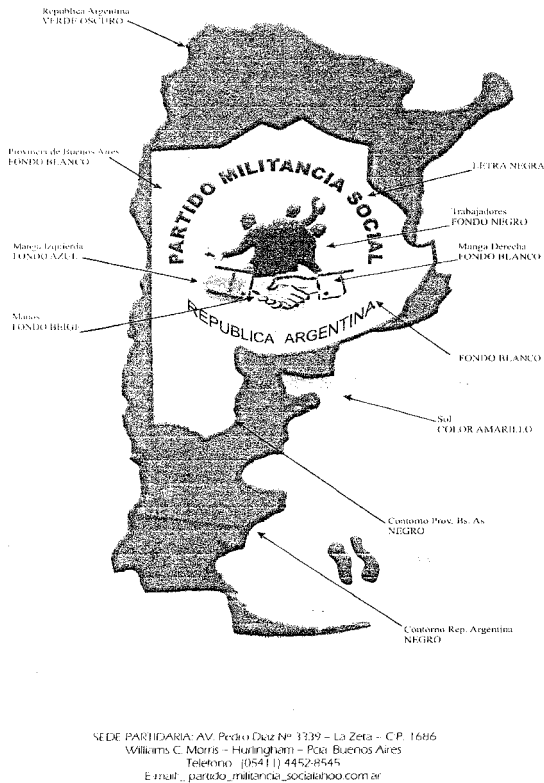 Republica Argentina
VERDE OSCURO
Provincia de Buenos Aires
FONDO BLANCO
LETRA NEGRA
PARTIDO MILITANCIA SOCIAL
Trabajadores
FONDO NEGRO
Manga Izquierda
FONDO AZUL
Manga Derecha
FONDO BLANCO
Manos
FONDO BEIGE
REPUBLICA ARGENTINA
FONDO BLANCO
Sol
COLOR AMARILLO
Contorno Prov. Bs. As
NEGRO
Contorno Rep. Argentina
NEGRO
SEDE PARTIDARIA: AV. Pedro Diaz Nº 3339 – La Zeta – C.P. 1686
Williams C. Morris – Hurlingham – Pcia. Buenos Aires
Telefono: (05411) 4452-8545
E-mail:_ partido_militancia_socialahoo.com.ar